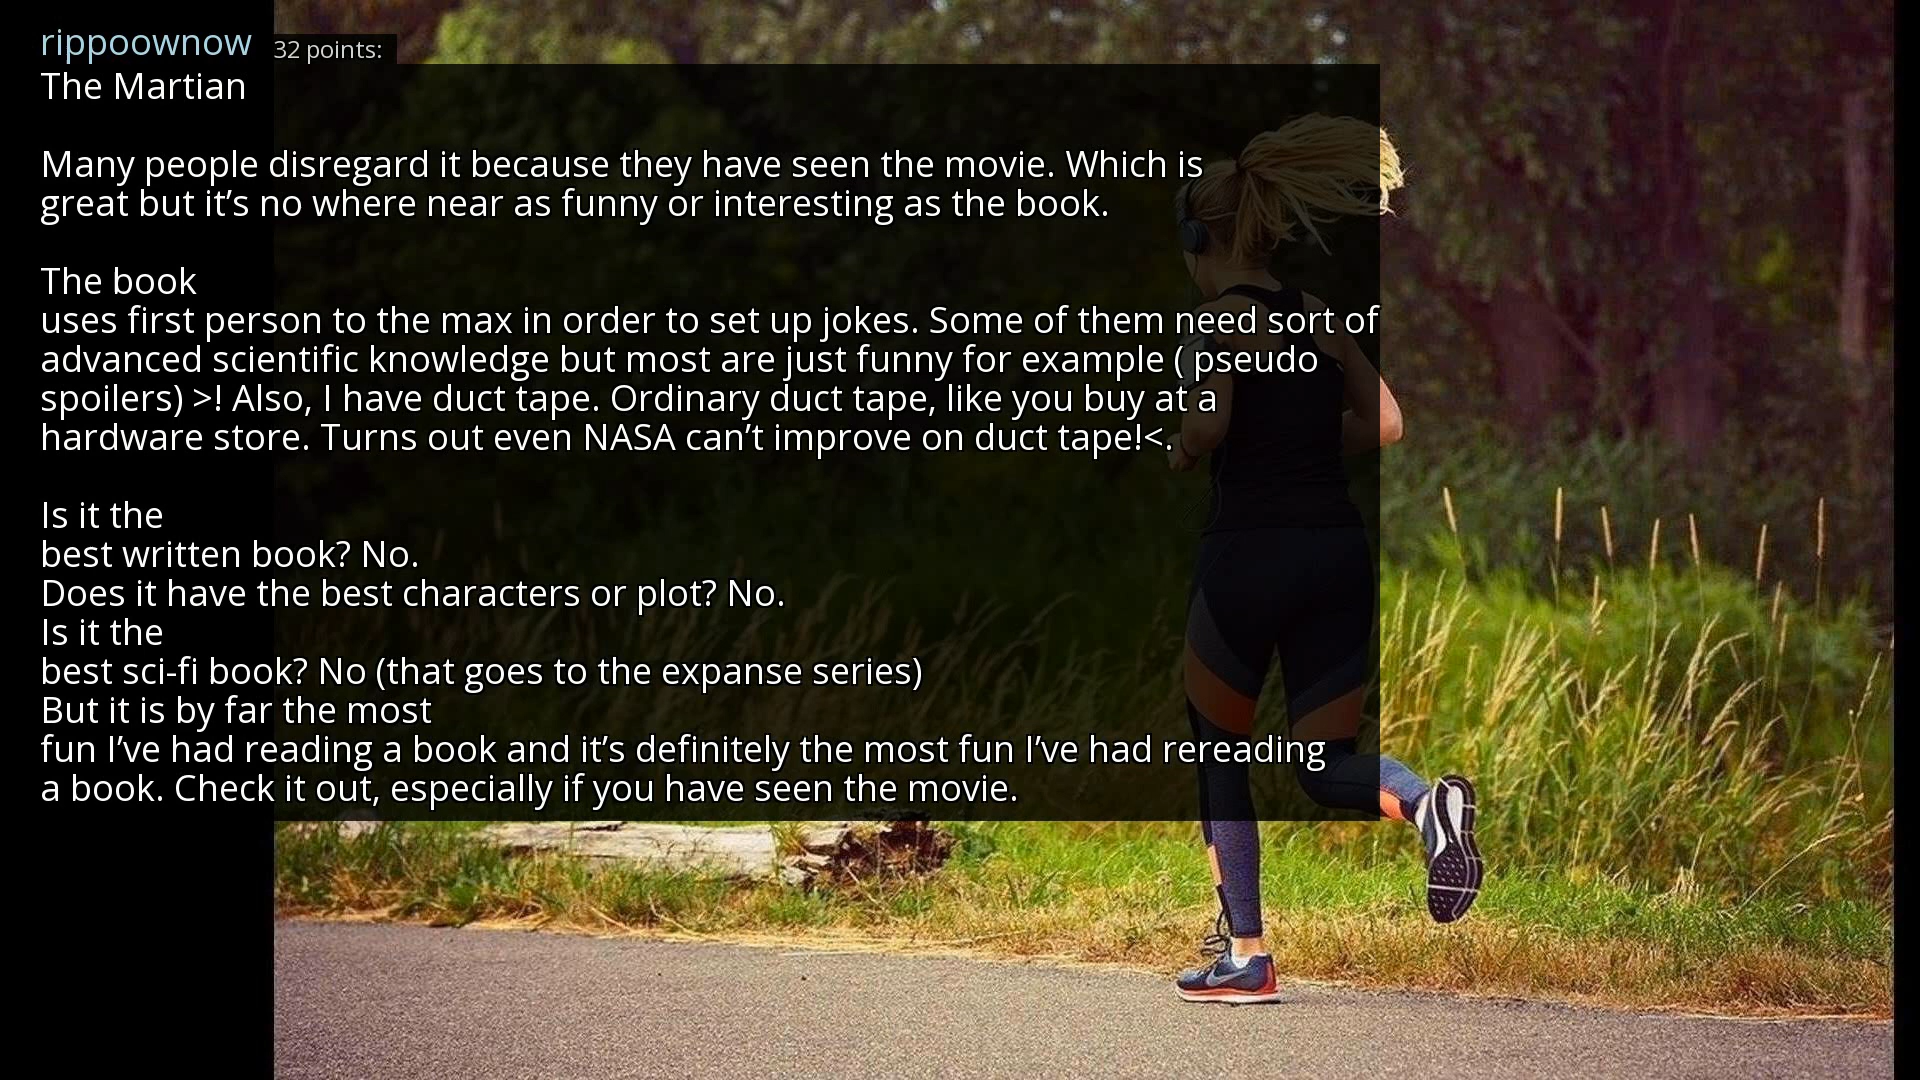 rippoownow 32 points:
The Martian
Many people disregard it because they have seen the movie. Which is
great but it’s no where near as funny or interesting as the book.
The book
uses first person to the max in order to set up jokes. Some of them need sort of
advanced scientific knowledge but most are just funny for example ( pseudo
spoilers) >! Also, I have duct tape. Ordinary duct tape, like you buy at a
hardware store. Turns out even NASA can’t improve on duct tape!<.
Is it the
best written book? No.
Does it have the best characters or plot? No.
Is it the
best sci-fi book? No (that goes to the expanse series)
But it is by far the most
fun I’ve had reading a book and it’s definitely the most fun I’ve had rereading
a book. Check it out, especially if you have seen the movie.